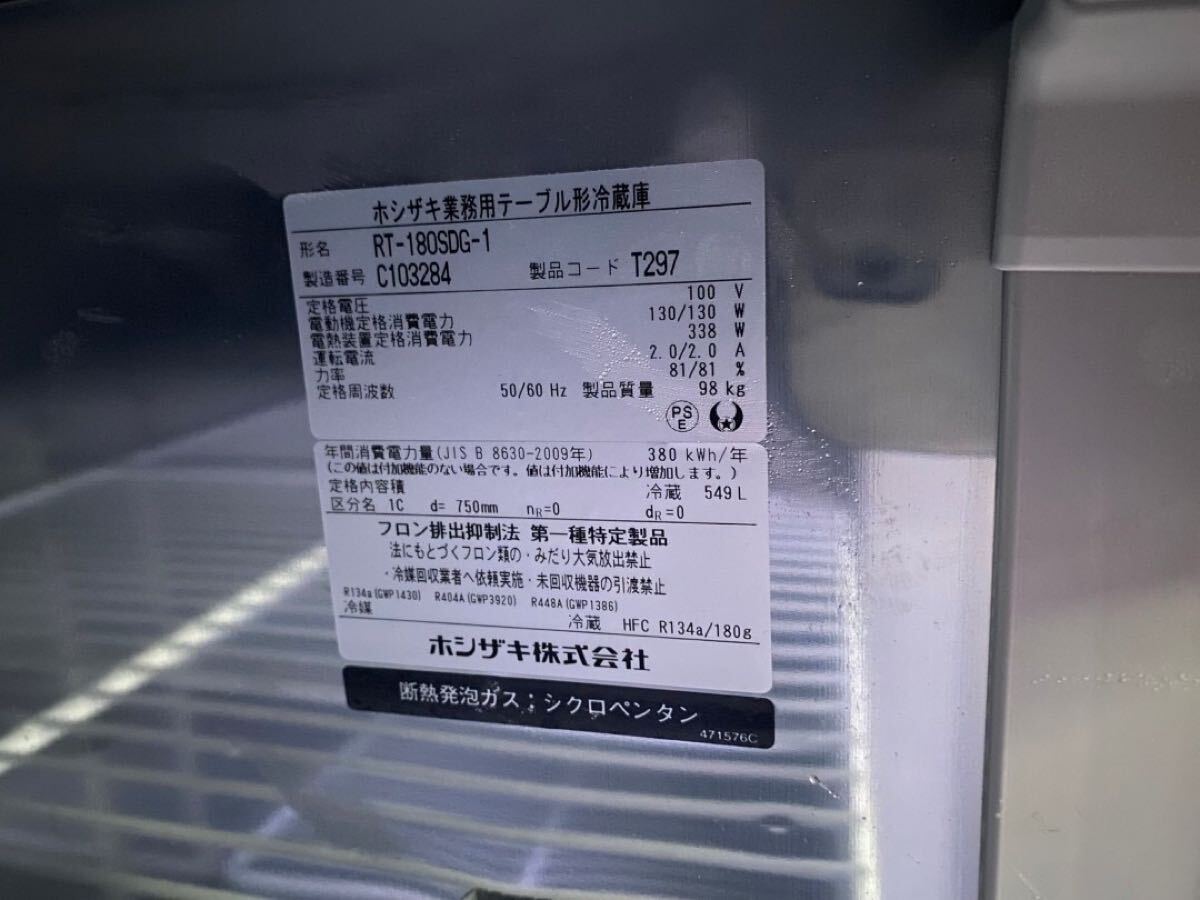 ホシザキ業務用テーブル形冷蔵庫
形名 RT-180SDG-1
製造番号 C103284 製品コード T297
定格電圧 100 V
電動機定格消費電力 130/130 W
電熱装置定格消費電力 338 W
運転電流 2.0/2.0 A
力率 81/81 %
定格周波数 50/60 Hz 製品質量 98 kg
PS
E
年間消費電力量(JIS B 8630-2009年) 380 kWh/年
(この値は付加機能のない場合です。値は付加機能により増加します。)
定格内容積 冷蔵 549 L
区分名 1C d= 750mm nR=0 dR=0
フロン排出抑制法 第一種特定製品
法にもとづくフロン類の・みだり大気放出禁止
・冷媒回収業者へ依頼実施・未回収機器の引渡禁止
R134a(GWP1430) R404A(GWP3920) R448A(GWP1386)
冷媒 冷蔵 HFC R134a/180g
ホシザキ株式会社
断熱発泡ガス:シクロペンタン
471576C